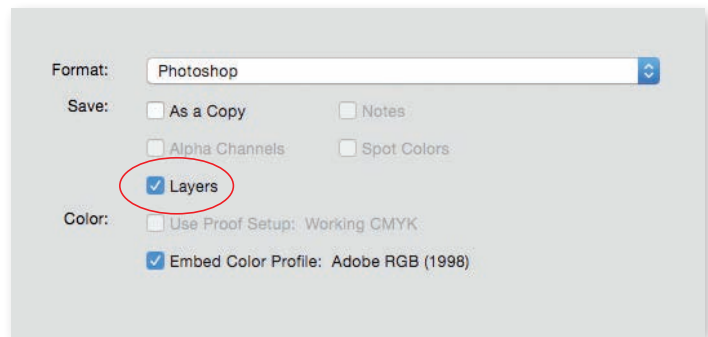 Format: Photoshop
Save: As a Copy Notes
Alpha Channels Spot Colors
Layers
Color: Use Proof Setup: Working CMYK
Embed Color Profile: Adobe RGB (1998)